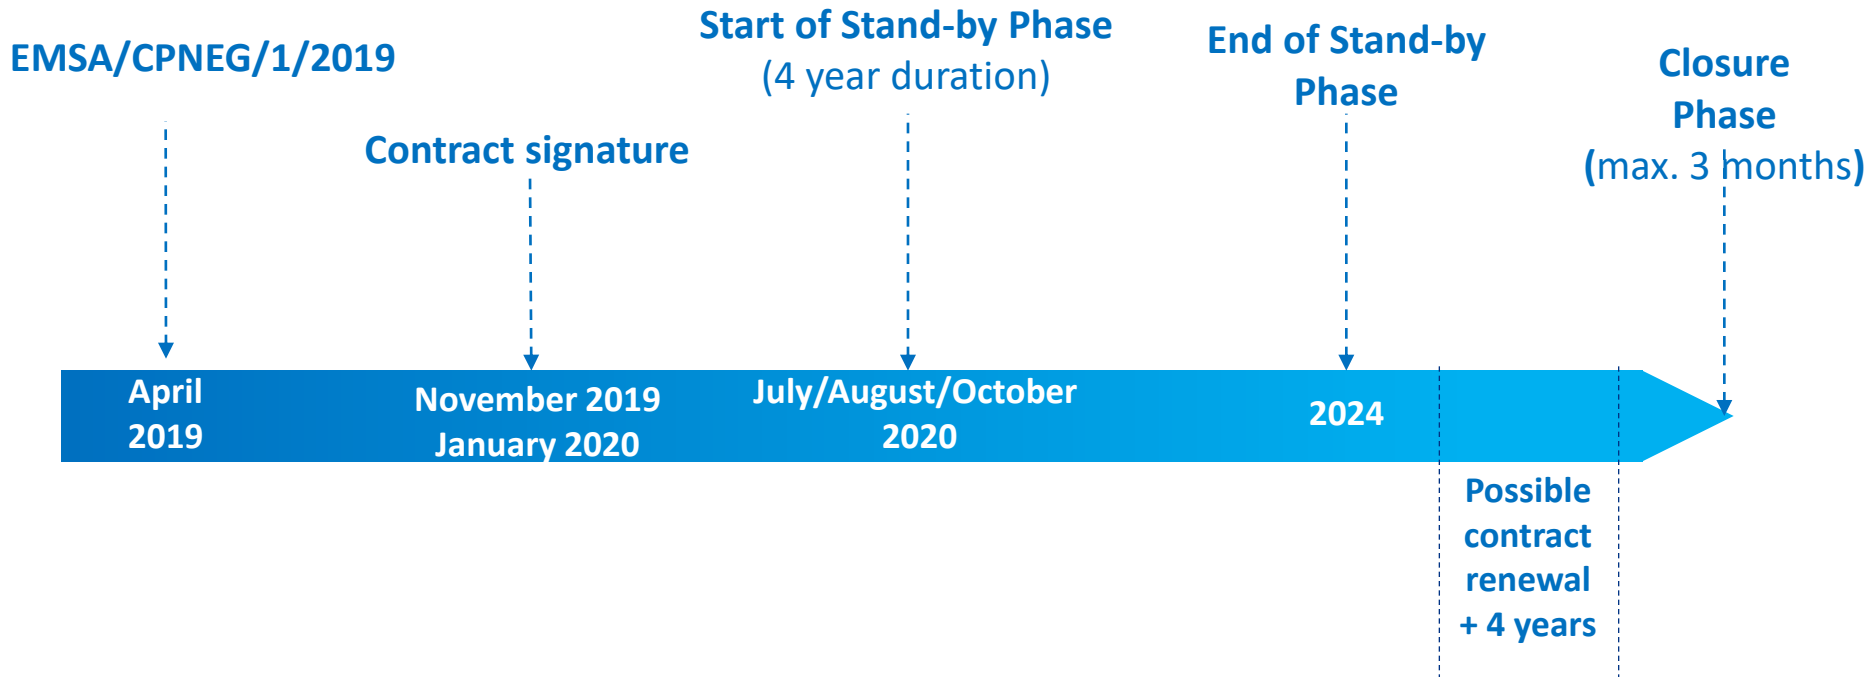 EMSA/CPNEG/1/2019
Contract signature
Start of Stand-by Phase
(4 year duration)
End of Stand-by
Phase
Closure
Phase
(max. 3 months)
April
2019
November 2019
January 2020
July/August/October
2020
2024
Possible
contract
renewal
+ 4 years